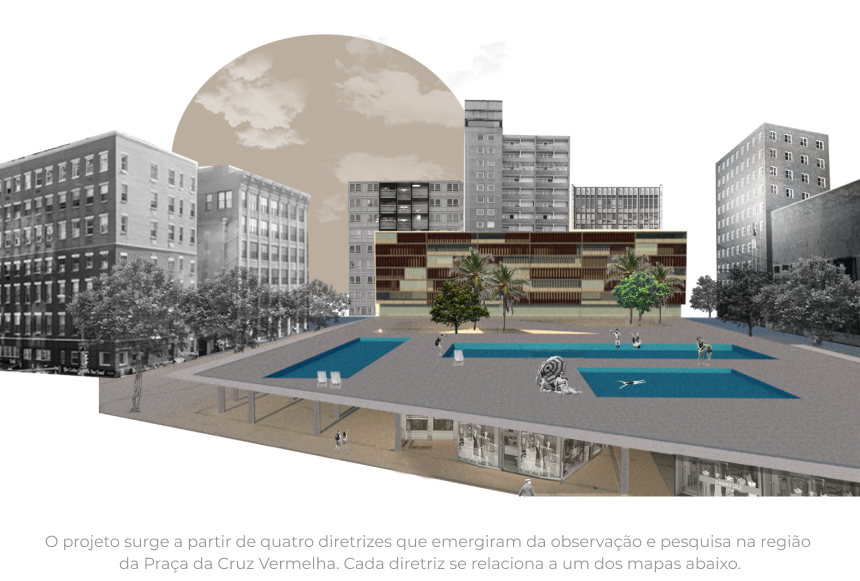 O projeto surge a partir de quatro diretrizes que emergiram da observação e pesquisa na região
da Praça da Cruz Vermelha. Cada diretriz se relaciona a um dos mapas abaixo.